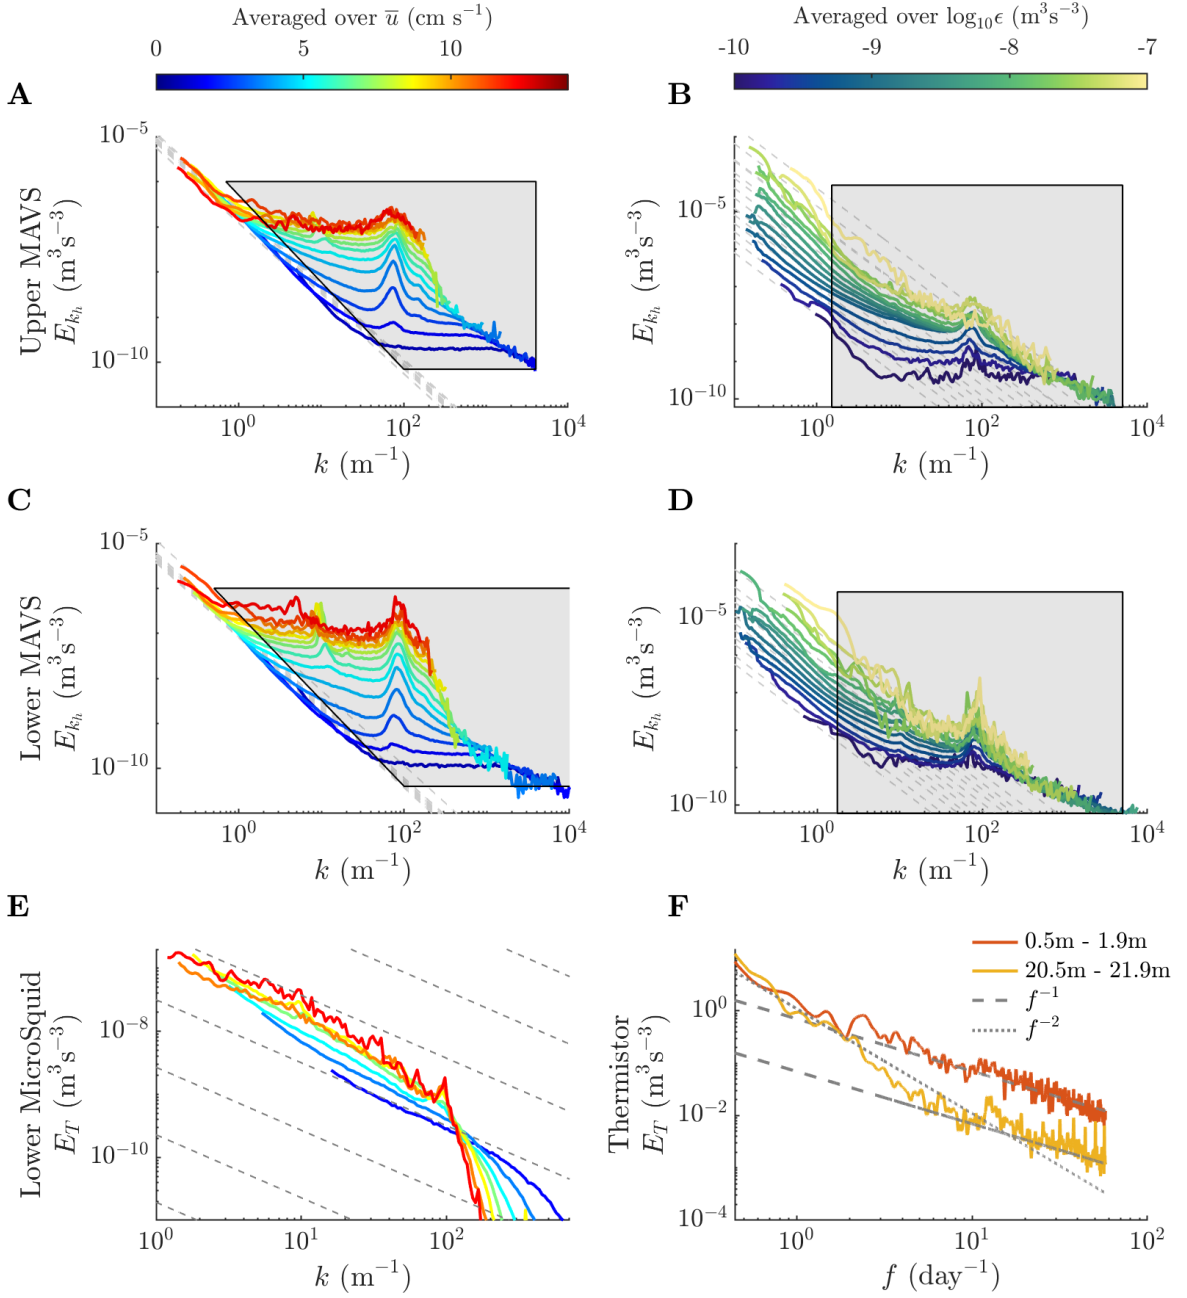 Averaged over u̅ (cm s⁻¹)
0 5 10
Averaged over log₁₀ϵ (m³s⁻³)
-10 -9 -8 -7
A
10⁻⁵
10⁻¹⁰
Upper MAVS
E_{k_h} (m³s⁻³)
10⁰ 10² 10⁴
k (m⁻¹)
B
10⁻⁵
10⁻¹⁰
E_{k_h} (m³s⁻³)
10⁰ 10² 10⁴
k (m⁻¹)
C
10⁻⁵
10⁻¹⁰
Lower MAVS
E_{k_h} (m³s⁻³)
10⁰ 10² 10⁴
k (m⁻¹)
D
10⁻⁵
10⁻¹⁰
E_{k_h} (m³s⁻³)
10⁰ 10² 10⁴
k (m⁻¹)
E
10⁻⁸
10⁻¹⁰
Lower MicroSquid
E_T (m³s⁻³)
10⁰ 10¹ 10²
k (m⁻¹)
F
0.5m - 1.9m
20.5m - 21.9m
f⁻¹
f⁻²
10⁰
10⁻²
10⁻⁴
Thermistor
E_T (m³s⁻³)
10⁰ 10¹ 10²
f (day⁻¹)